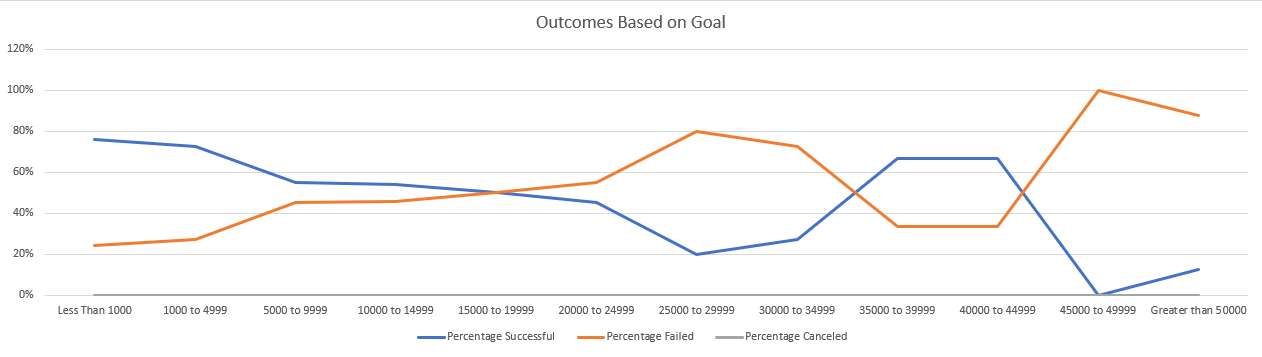 Outcomes Based on Goal
120%
100%
80%
60%
40%
20%
0%
Less Than 1000 1000 to 4999 5000 to 9999 10000 to 14999 15000 to 19999 20000 to 24999 25000 to 29999 30000 to 34999 35000 to 39999 40000 to 44999 45000 to 49999 Greater than 50000
Percentage Successful Percentage Failed Percentage Canceled